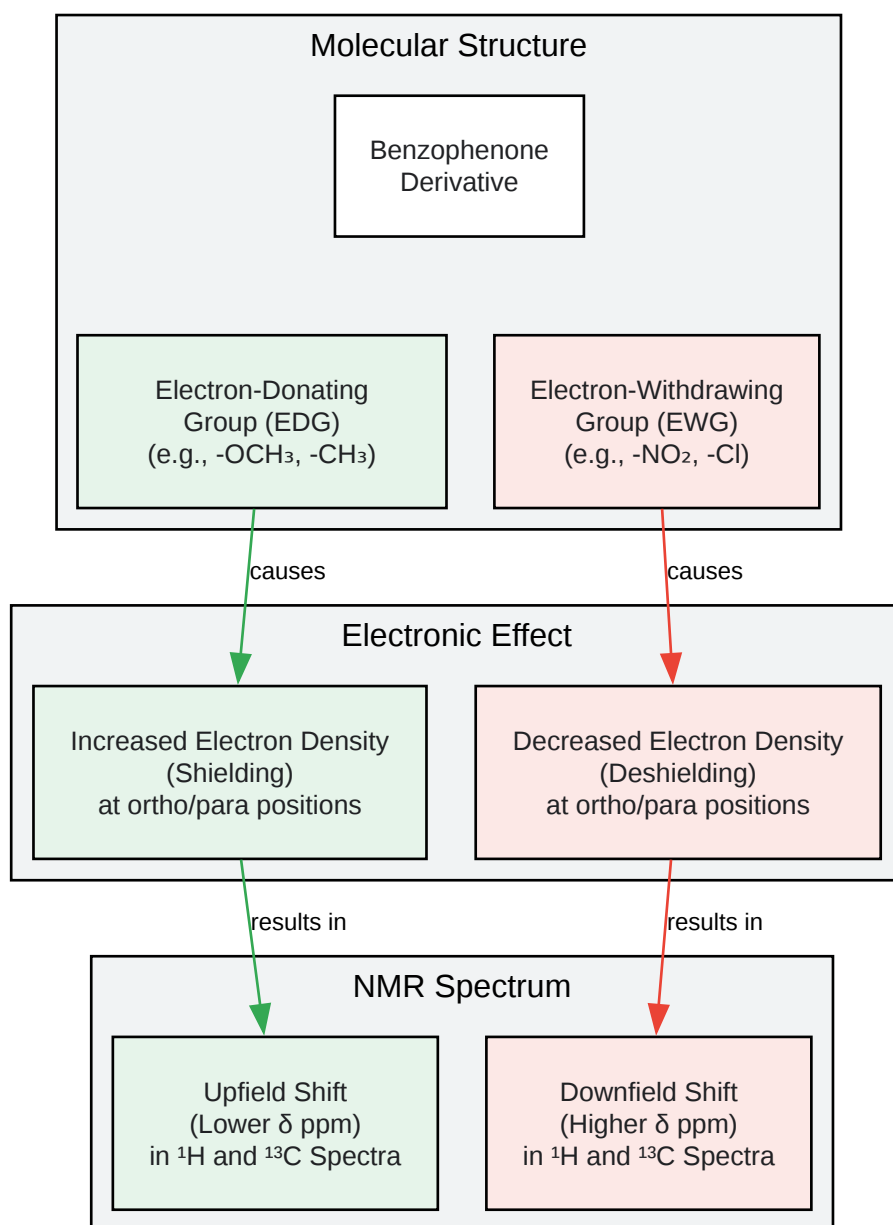 Molecular Structure
Benzophenone
Derivative
Electron-Donating
Group (EDG)
(e.g., -OCH₃, -CH₃)
Electron-Withdrawing
Group (EWG)
(e.g., -NO₂, -Cl)
causes
causes
Electronic Effect
Increased Electron Density
(Shielding)
at ortho/para positions
Decreased Electron Density
(Deshielding)
at ortho/para positions
results in
results in
NMR Spectrum
Upfield Shift
(Lower δ ppm)
in ¹H and ¹³C Spectra
Downfield Shift
(Higher δ ppm)
in ¹H and ¹³C Spectra